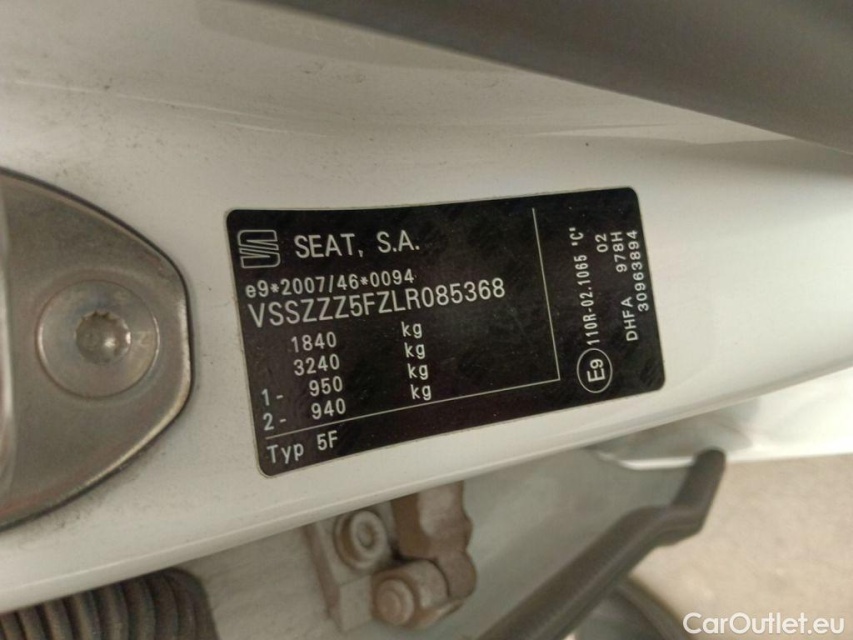 SEAT, S.A.
e9*2007/46*0094
VSSZZZ5FZLR085368
1840 kg
3240 kg
1- 950 kg
2- 940 kg
Typ 5F
E9 110R-02.1065 "C"
02
DHFA 978H
30963894
CarOutlet.eu